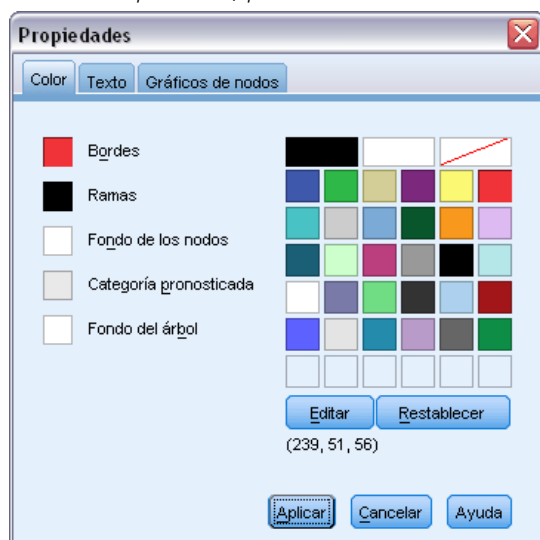 Propiedades
Color Texto Gráficos de nodos
Bordes
Ramas
Fondo de los nodos
Categoría pronosticada
Fondo del árbol
Editar Restablecer
(239, 51, 56)
Aplicar Cancelar Ayuda